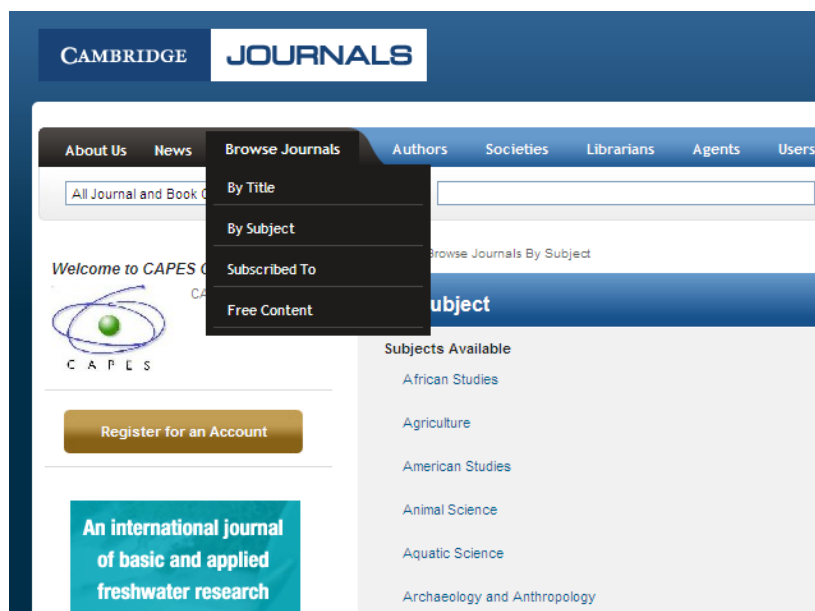 CAMBRIDGE JOURNALS
About Us News Browse Journals Authors Societies Librarians Agents Users
All Journal and Book
By Title
By Subject
Subscribed To
Free Content
Browse Journals By Subject
Welcome to CAPES
CAPES
Subject
Subjects Available
African Studies
Agriculture
American Studies
Animal Science
Aquatic Science
Archaeology and Anthropology
Register for an Account
An international journal
of basic and applied
freshwater research